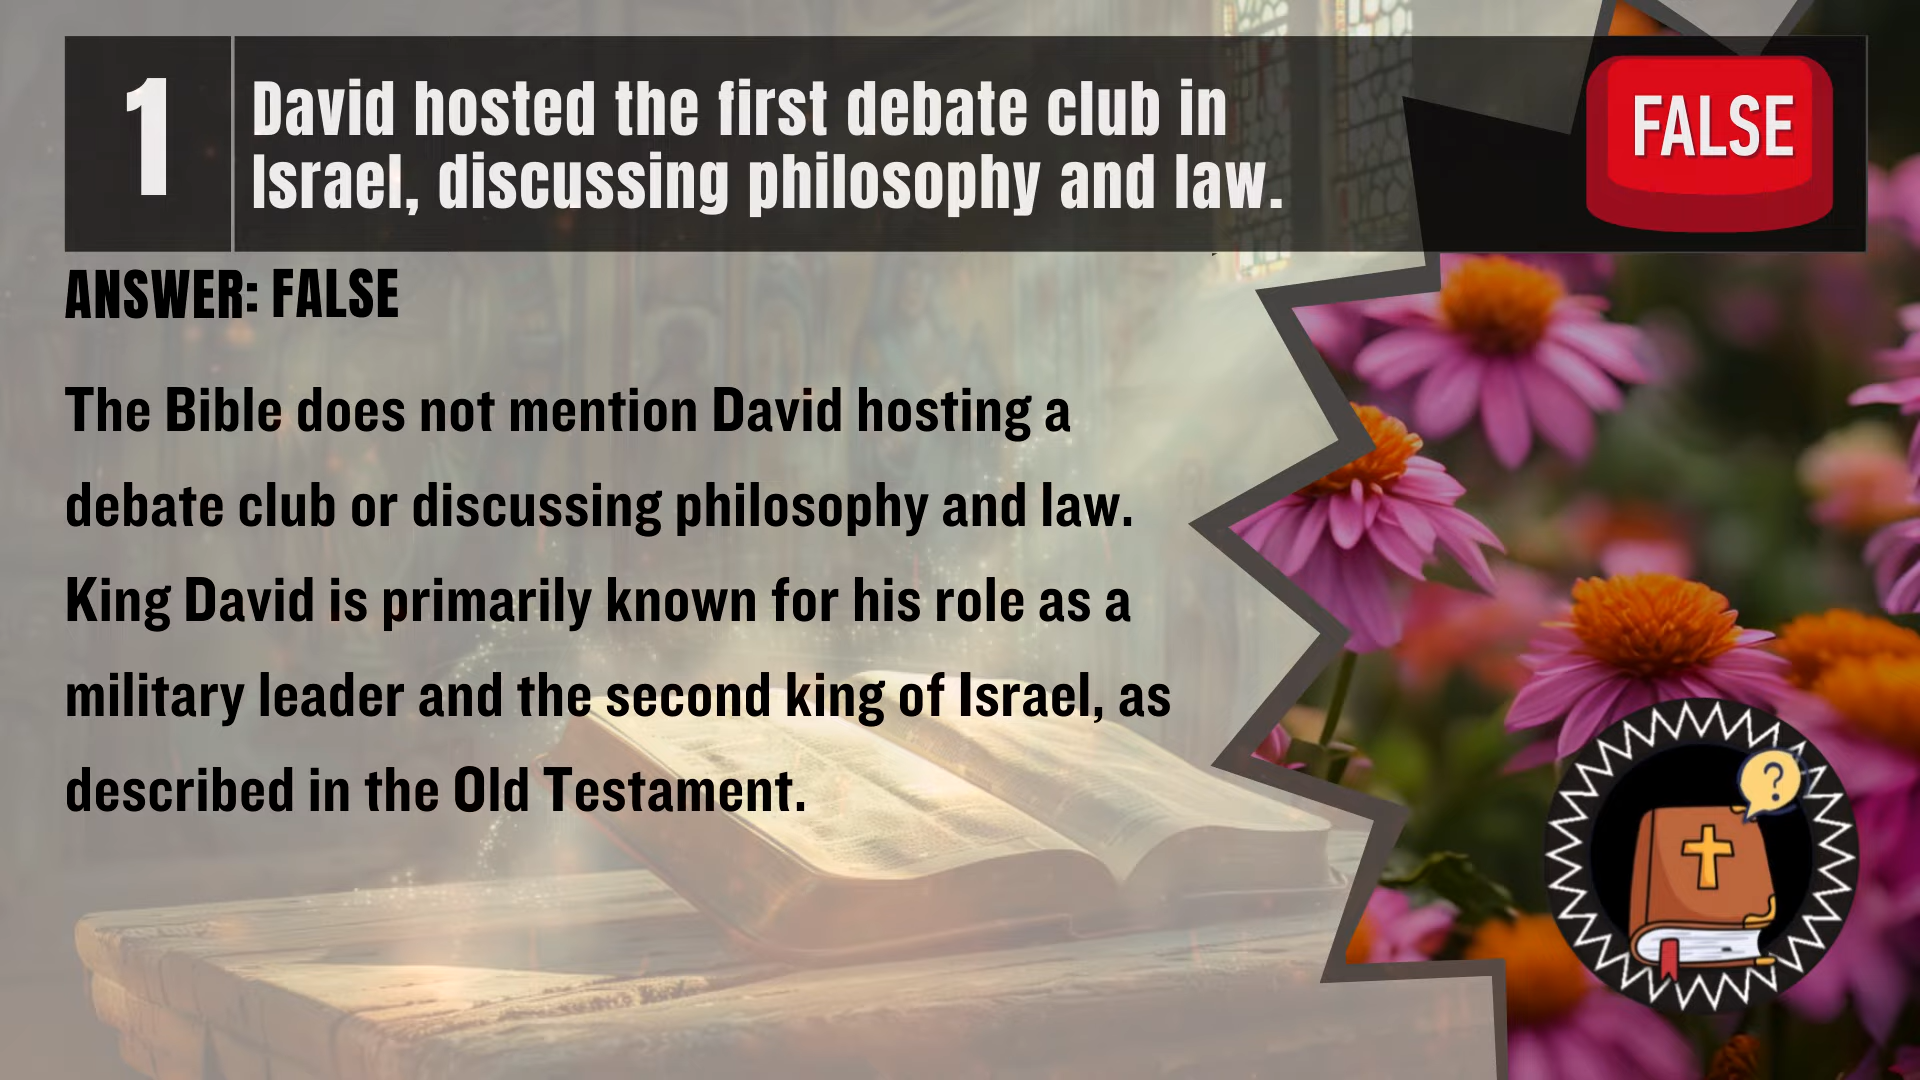 1
David hosted the first debate club in
Israel, discussing philosophy and law.
FALSE
ANSWER: FALSE
The Bible does not mention David hosting a
debate club or discussing philosophy and law.
King David is primarily known for his role as a
military leader and the second king of Israel, as
described in the Old Testament.
?